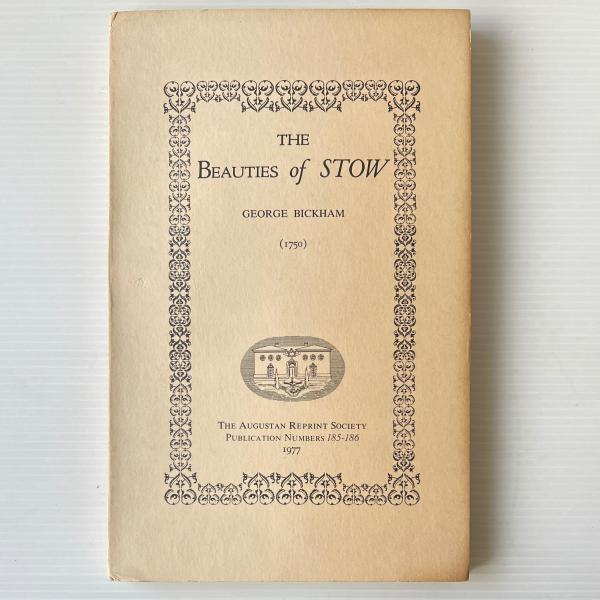 THE
BEAUTIES of STOW
GEORGE BICKHAM
(1750)
THE AUGUSTAN REPRINT SOCIETY
PUBLICATION NUMBERS 185-186
1977